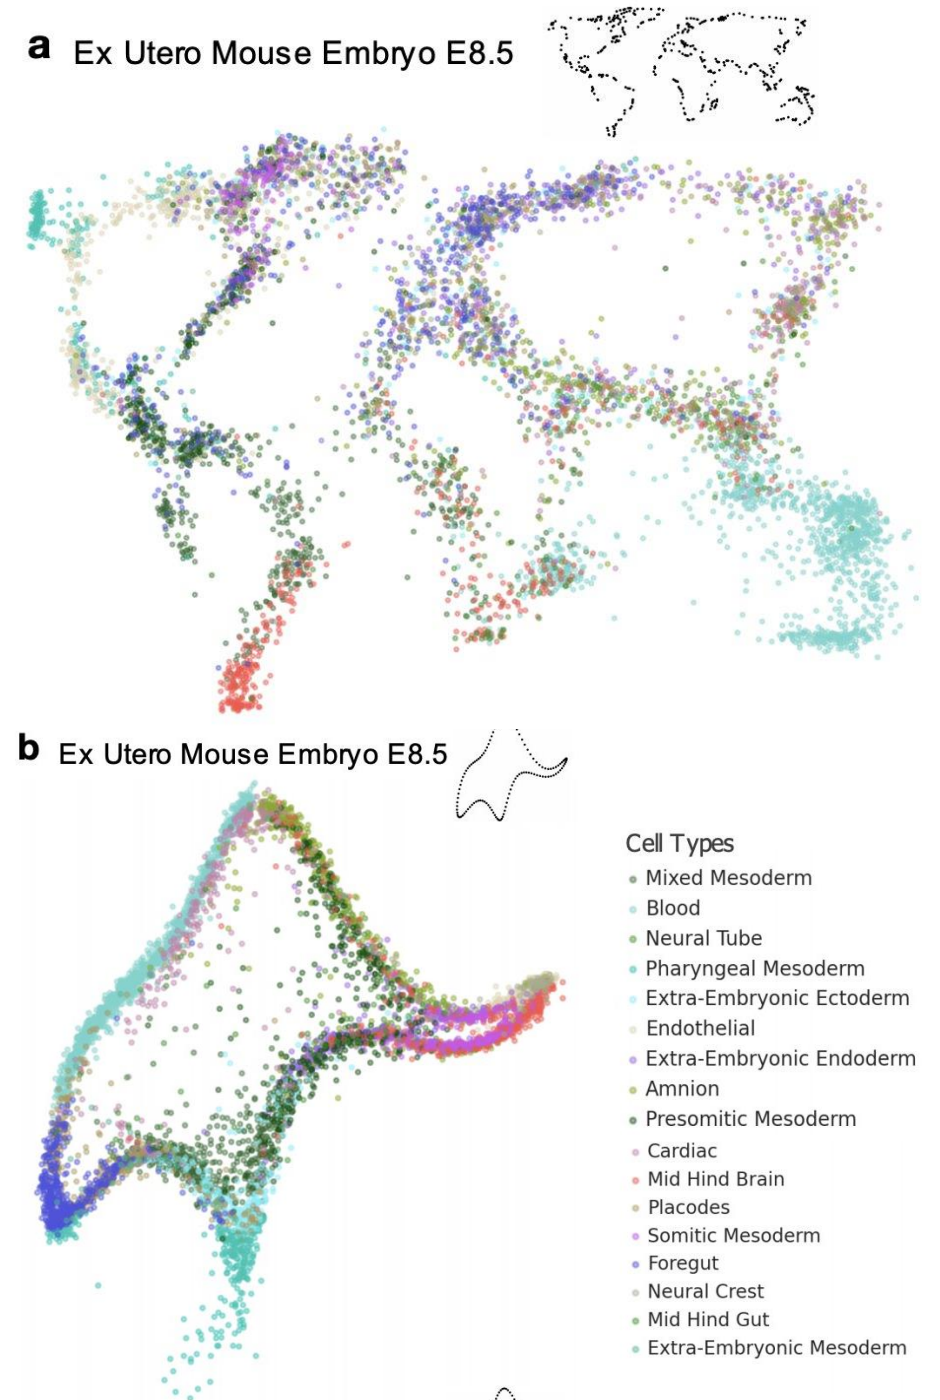 a Ex Utero Mouse Embryo E8.5
b Ex Utero Mouse Embryo E8.5
Cell Types
Mixed Mesoderm
Blood
Neural Tube
Pharyngeal Mesoderm
Extra-Embryonic Ectoderm
Endothelial
Extra-Embryonic Endoderm
Amnion
Presomitic Mesoderm
Cardiac
Mid Hind Brain
Placodes
Somitic Mesoderm
Foregut
Neural Crest
Mid Hind Gut
Extra-Embryonic Mesoderm